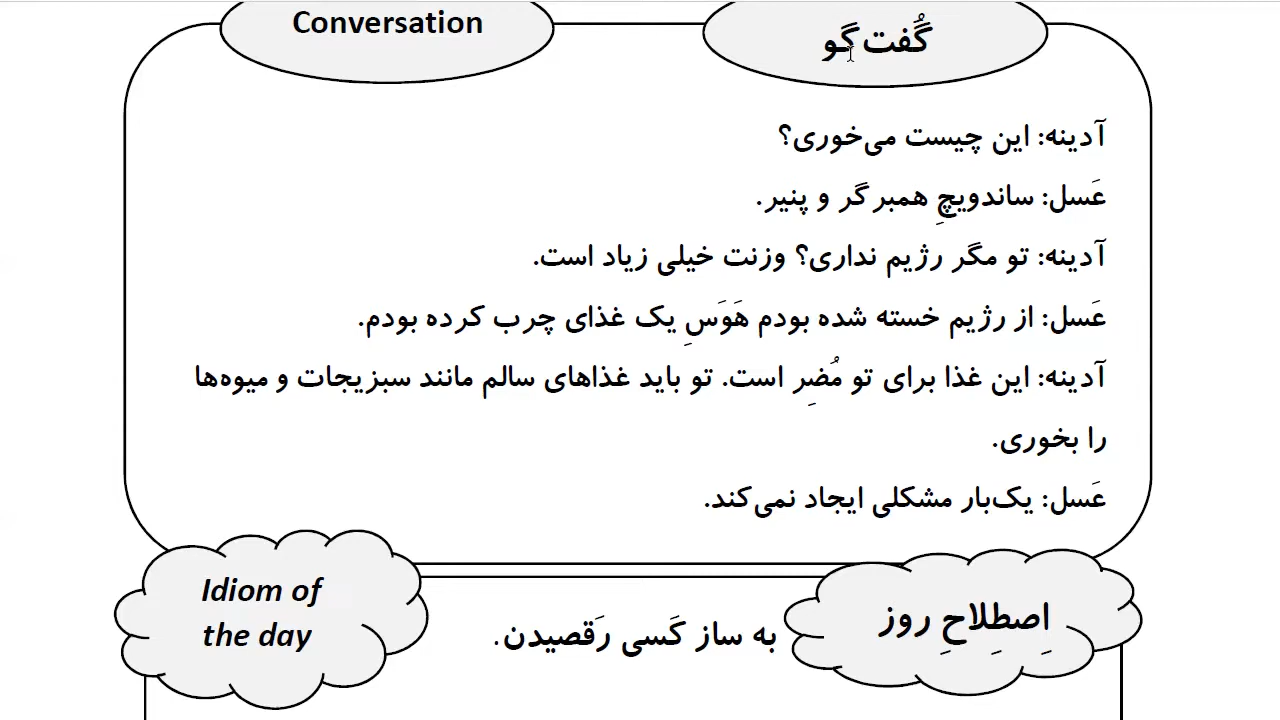 Conversation
گُفت‌گو
آدینه: این چیست می‌خوری؟
عَسل: ساندویچِ همبرگر و پنیر.
آدینه: تو مگر رژیم نداری؟ وزنت خیلی زیاد است.
عَسل: از رژیم خسته شده بودم هَوَسِ یک غذای چرب کرده بودم.
آدینه: این غذا برای تو مُضِر است. تو باید غذاهای سالم مانند سبزیجات و میوه‌ها
را بخوری.
عَسل: یک‌بار مشکلی ایجاد نمی‌کند.
Idiom of
the day
اِصطِلاحِ روز
به ساز کَسی رَقصیدن.